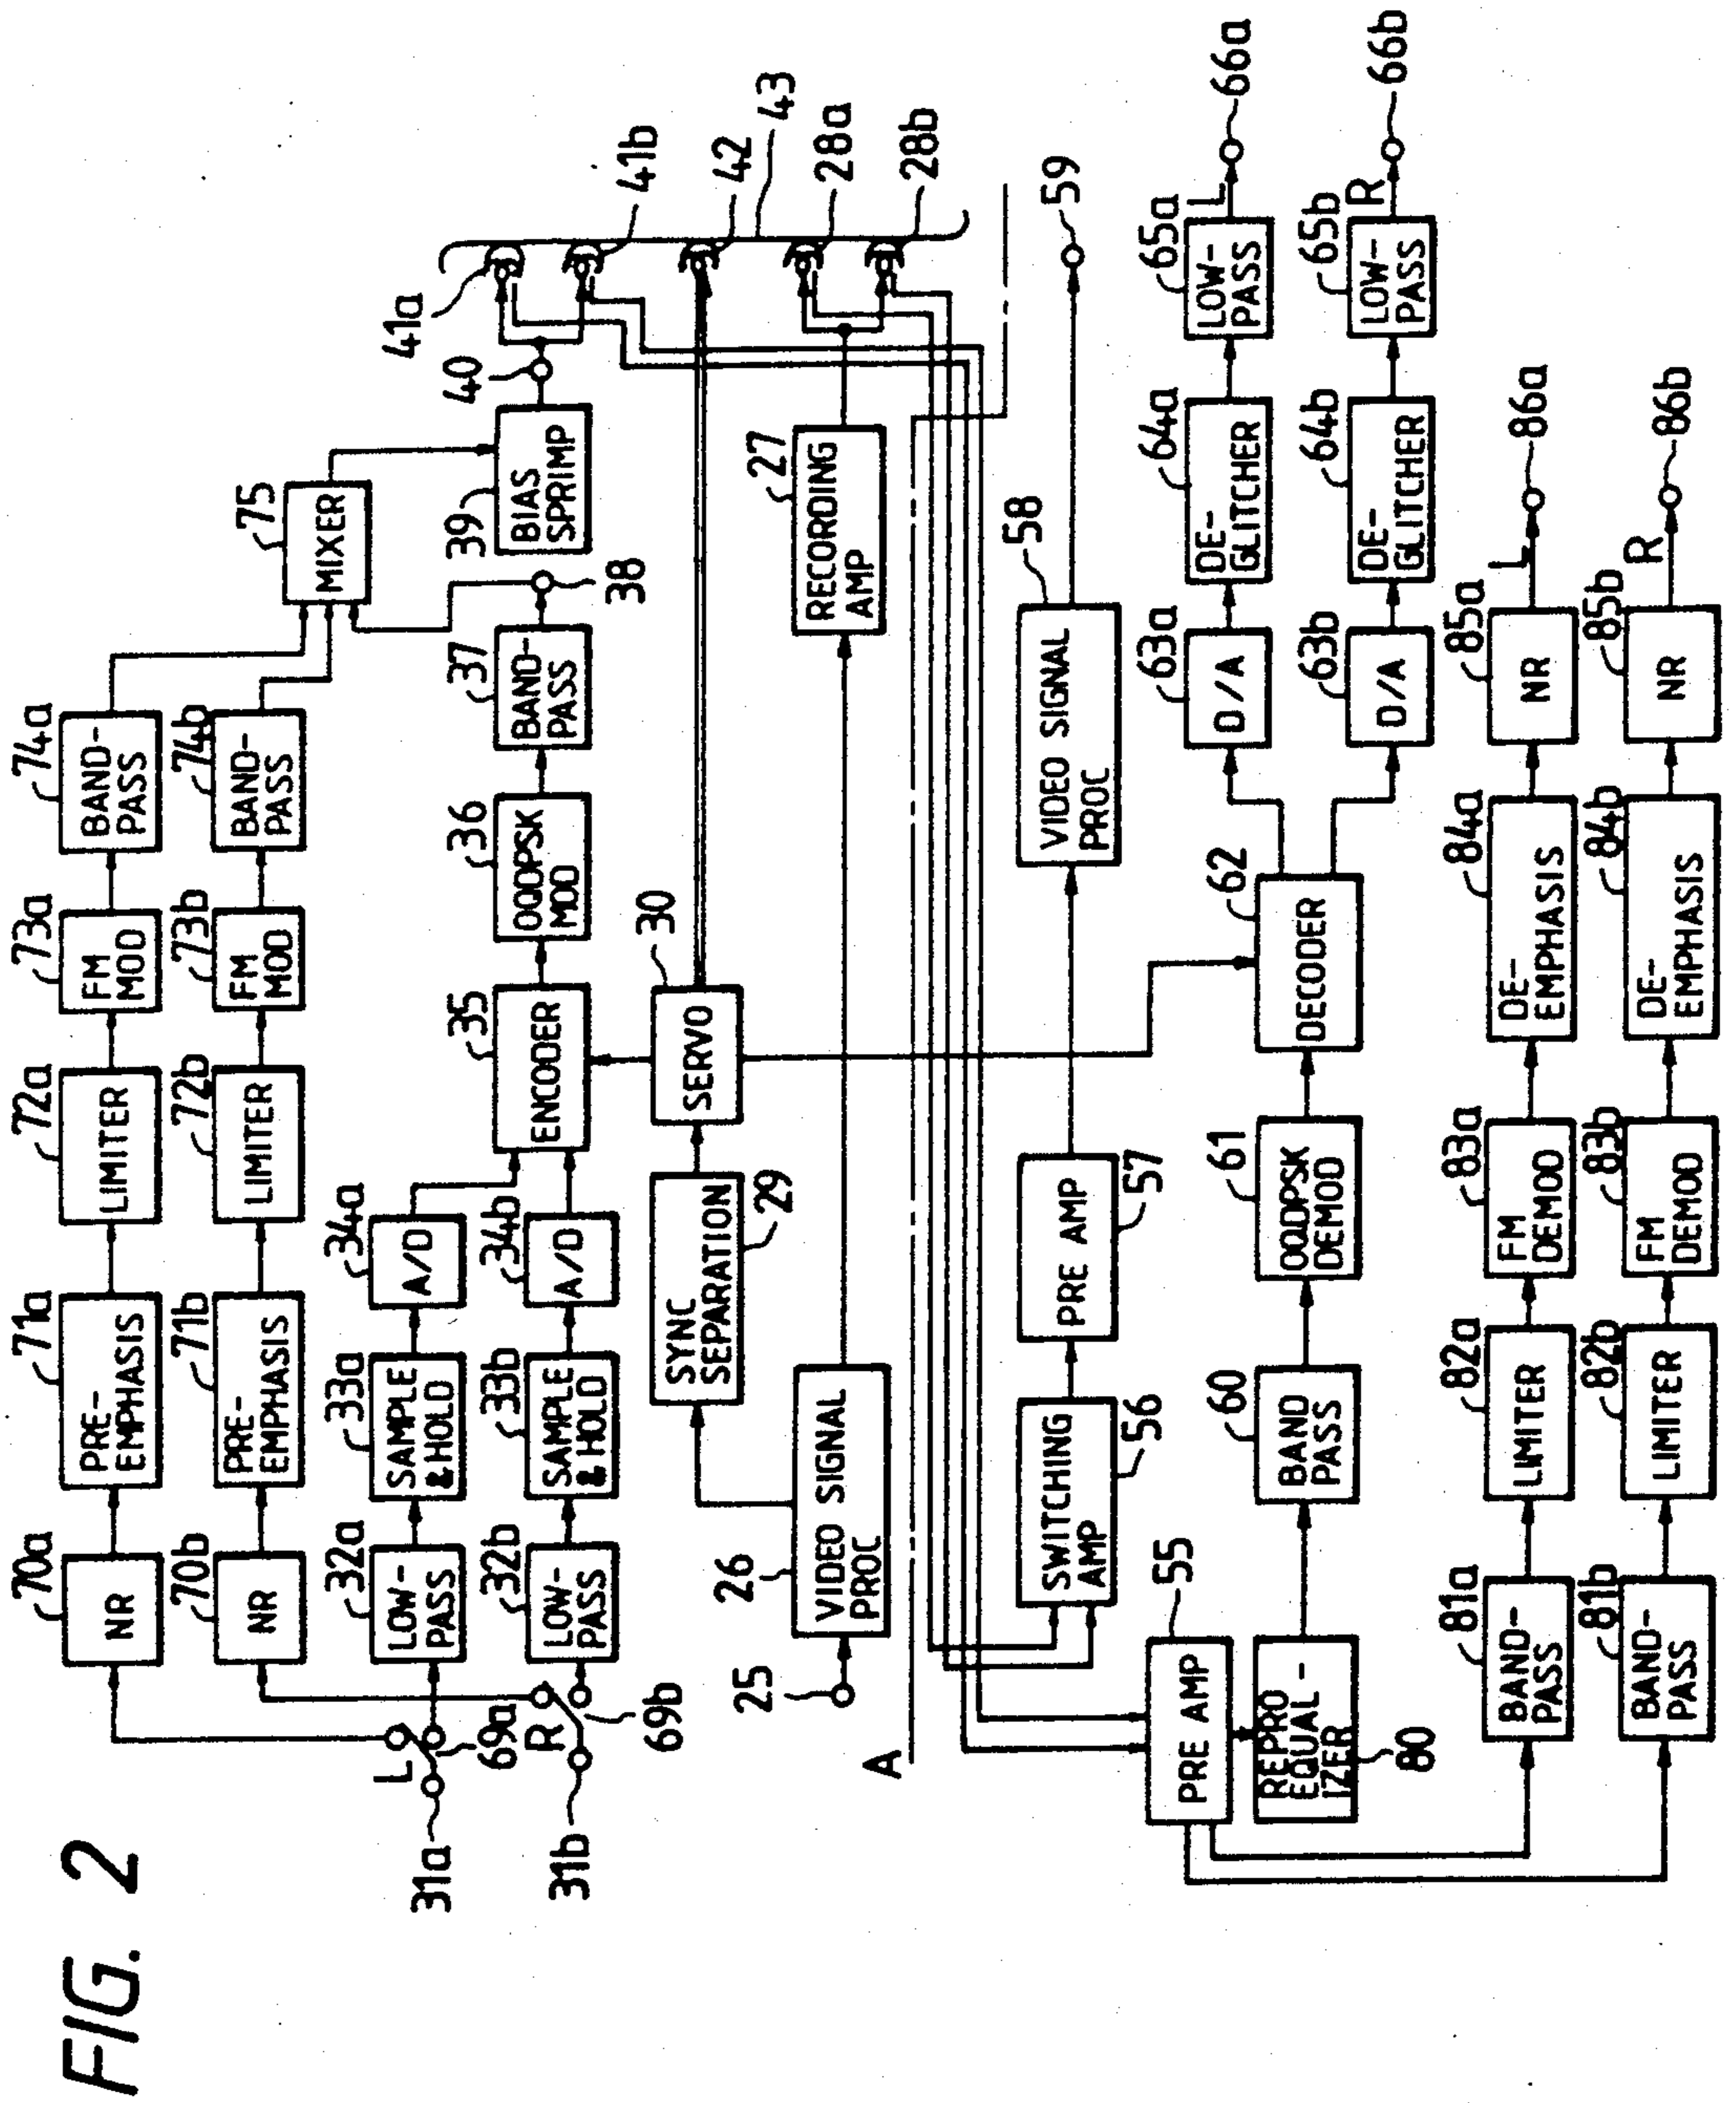 FIG. 2
70a
NR
71a
PRE-
EMPHASIS
72a
LIMITER
73a
FM
MOD
74a
BAND-
PASS
70b
NR
71b
PRE-
EMPHASIS
72b
LIMITER
73b
FM
MOD
74b
BAND-
PASS
75
MIXER
31a
L
69a
32a
LOW-
PASS
33a
SAMPLE
& HOLD
34a
A/D
31b
R
69b
32b
LOW-
PASS
33b
SAMPLE
& HOLD
34b
A/D
35
ENCODER
36
OQDPSK
MOD
37
BAND-
PASS
38
39
BIAS
SPRIMP
40
41a
41b
42
43
28a
28b
29
SYNC
SEPARATION
30
SERVO
25
26
VIDEO SIGNAL
PROC
27
RECORDING
AMP
A
56
SWITCHING
AMP
57
PRE AMP
58
VIDEO SIGNAL
PROC
59
55
PRE AMP
80
REPRO
EQUAL-
IZER
60
BAND
PASS
61
OQDPSK
DEMOD
62
DECODER
63a
D/A
64a
DE-
GLITCHER
65a
LOW-
PASS
L
66a
63b
D/A
64b
DE-
GLITCHER
65b
LOW-
PASS
R
66b
81a
BAND-
PASS
82a
LIMITER
83a
FM
DEMOD
84a
DE-
EMPHASIS
85a
NR
L
86a
81b
BAND-
PASS
82b
LIMITER
83b
FM
DEMOD
84b
DE-
EMPHASIS
85b
NR
R
86b